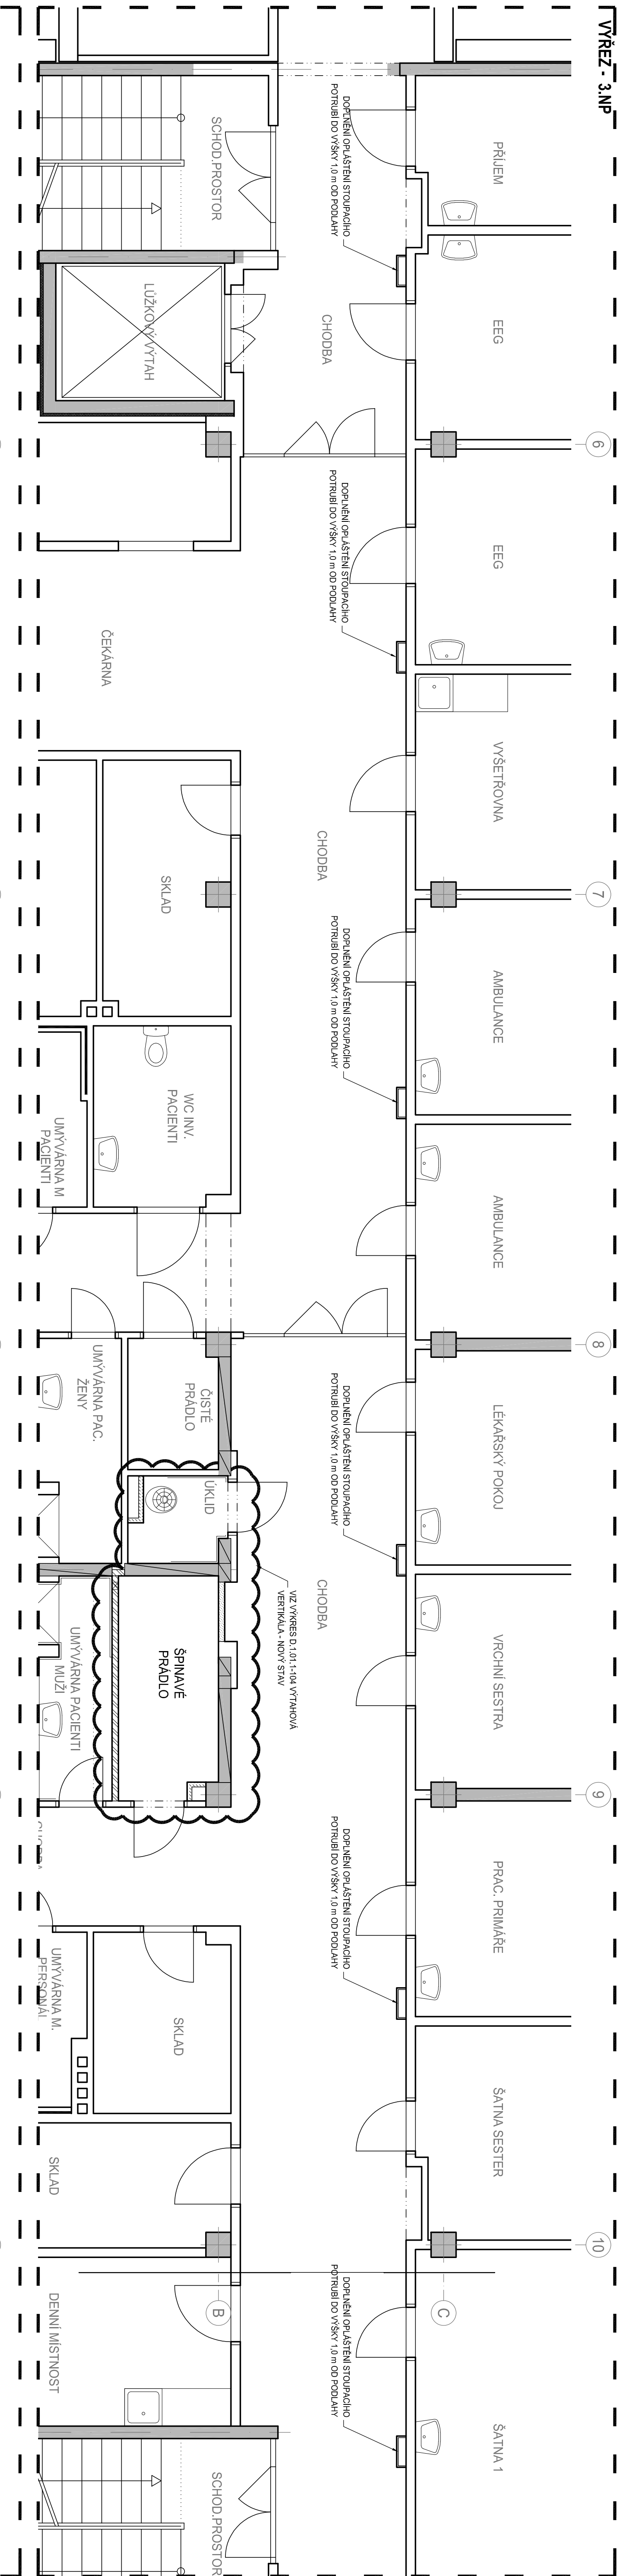 VÝŘEZ - 3.NP
PŘÍJEM
EEG
6
EEG
VYŠETŘOVNA
7
AMBULANCE
AMBULANCE
8
LÉKAŘSKÝ POKOJ
VRCHNÍ SESTRA
9
PRAC. PRIMÁŘE
ŠATNA SESTER
10
ŠATNA 1
C
B
DOPLNĚNÍ OPLÁŠTĚNÍ STOUPACÍHO
POTRUBÍ DO VÝŠKY 1,0 m OD PODLAHY
DOPLNĚNÍ OPLÁŠTĚNÍ STOUPACÍHO
POTRUBÍ DO VÝŠKY 1,0 m OD PODLAHY
DOPLNĚNÍ OPLÁŠTĚNÍ STOUPACÍHO
POTRUBÍ DO VÝŠKY 1,0 m OD PODLAHY
DOPLNĚNÍ OPLÁŠTĚNÍ STOUPACÍHO
POTRUBÍ DO VÝŠKY 1,0 m OD PODLAHY
DOPLNĚNÍ OPLÁŠTĚNÍ STOUPACÍHO
POTRUBÍ DO VÝŠKY 1,0 m OD PODLAHY
DOPLNĚNÍ OPLÁŠTĚNÍ STOUPACÍHO
POTRUBÍ DO VÝŠKY 1,0 m OD PODLAHY
CHODBA
CHODBA
CHODBA
VIZ VÝKRES D.1.01.1-104 VÝTAHOVÁ
VERTIKÁLA - NOVÝ STAV
SCHOD.PROSTOR
LŮŽKOVÝ VÝTAH
ČEKÁRNA
SKLAD
WC INV.
PACIENTI
UMÝVÁRNA M
PACIENTI
ČISTÉ
PRÁDLO
UMÝVÁRNA PAC.
ŽENY
ÚKLID
ŠPINAVÉ
PRÁDLO
UMÝVÁRNA PACIENTI
MUŽI
CHODBA
SKLAD
UMÝVÁRNA M.
PERSONÁL
SKLAD
DENNÍ MÍSTNOST
SCHOD.PROSTOR